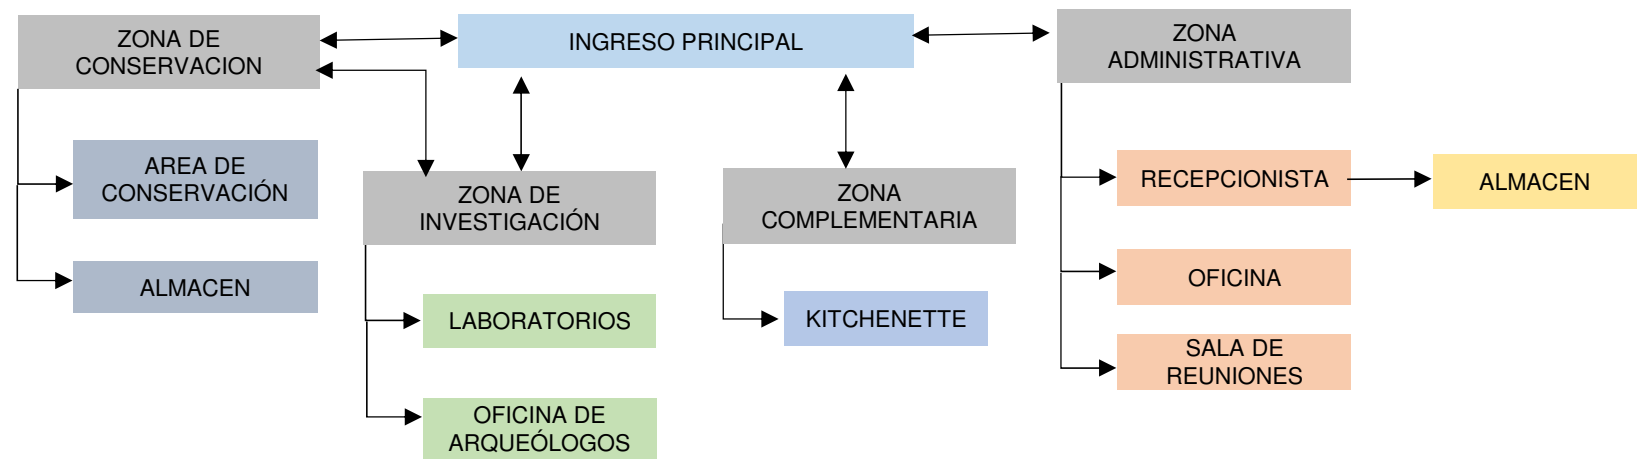 ZONA DE
CONSERVACION
INGRESO PRINCIPAL
ZONA
ADMINISTRATIVA
AREA DE
CONSERVACIÓN
ALMACEN
ZONA DE
INVESTIGACIÓN
LABORATORIOS
OFICINA DE
ARQUEÓLOGOS
ZONA
COMPLEMENTARIA
KITCHENETTE
RECEPCIONISTA
ALMACEN
OFICINA
SALA DE
REUNIONES